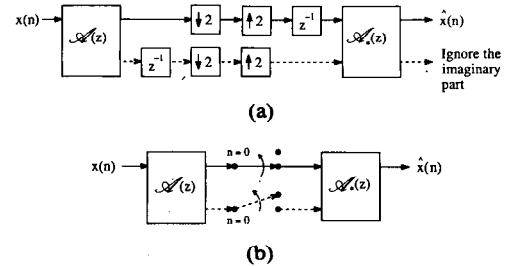 x(n) 𝒜(z) ↓2 ↑2 z⁻¹ 𝒜*(z) x̂(n)
z⁻¹ ↓2 ↑2 Ignore the
imaginary
part
(a)
n=0
x(n) 𝒜(z) 𝒜*(z) x̂(n)
n=0
(b)